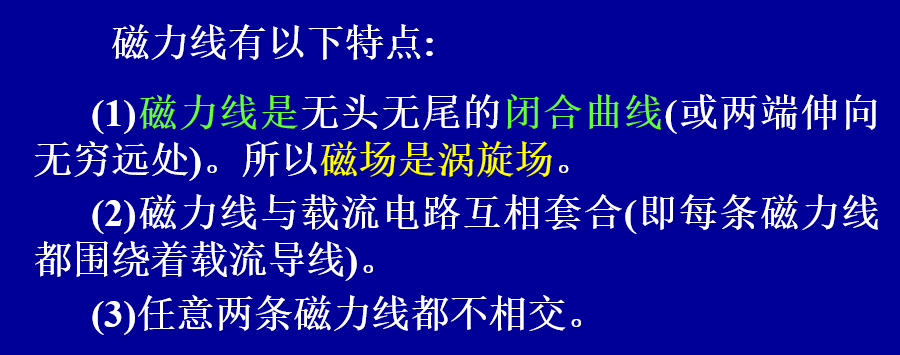 磁力线有以下特点:
(1)磁力线是无头无尾的闭合曲线(或两端伸向
无穷远处)。所以磁场是涡旋场。
(2)磁力线与载流电路互相套合(即每条磁力线
都围绕着载流导线)。
(3)任意两条磁力线都不相交。